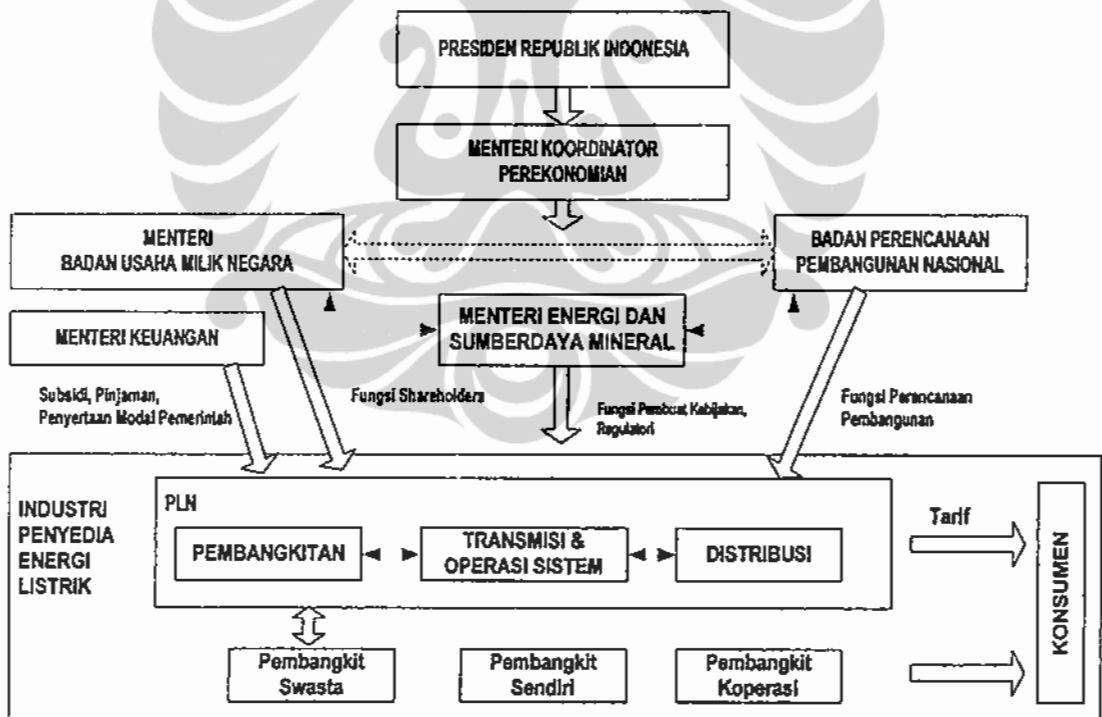 PRESIDEN REPUBLIK INDONESIA
MENTERI KOORDINATOR
PEREKONOMIAN
MENTERI
BADAN USAHA MILIK NEGARA
BADAN PERENCANAAN
PEMBANGUNAN NASIONAL
MENTERI ENERGI DAN
SUMBERDAYA MINERAL
MENTERI KEUANGAN
Subsidi, Pinjaman,
Penyertaan Modal Pemerintah
Fungsi Shareholders
Fungsi Pembuat Kebijakan,
Regulatori
Fungsi Perencanaan
Pembangunan
INDUSTRI
PENYEDIA
ENERGI
LISTRIK
PLN
PEMBANGKITAN
TRANSMISI &
OPERASI SISTEM
DISTRIBUSI
Tarif
KONSUMEN
Pembangkit
Swasta
Pembangkit
Sendiri
Pembangkit
Koperasi